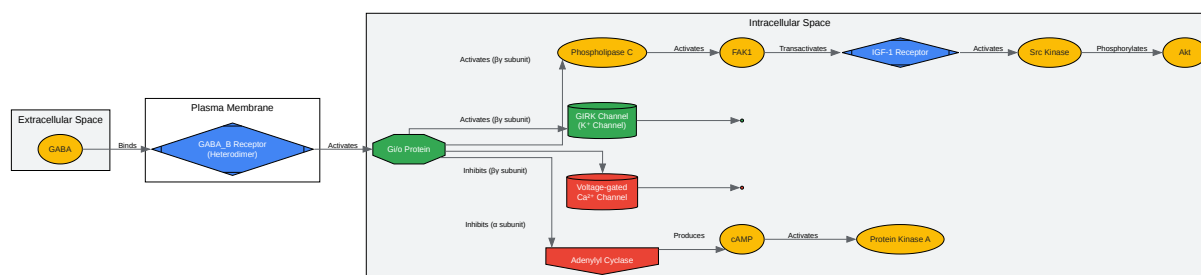 Intracellular Space
Extracellular Space
Plasma Membrane
GABA
Binds
GABA_B Receptor
(Heterodimer)
Activates
Gi/o Protein
Activates (βγ subunit)
Phospholipase C
Activates
FAK1
Transactivates
IGF-1 Receptor
Activates
Src Kinase
Phosphorylates
Akt
Activates (βγ subunit)
GIRK Channel
(K⁺ Channel)
Inhibits (βγ subunit)
Voltage-gated
Ca²⁺ Channel
Inhibits (α subunit)
Adenylyl Cyclase
Produces
cAMP
Activates
Protein Kinase A